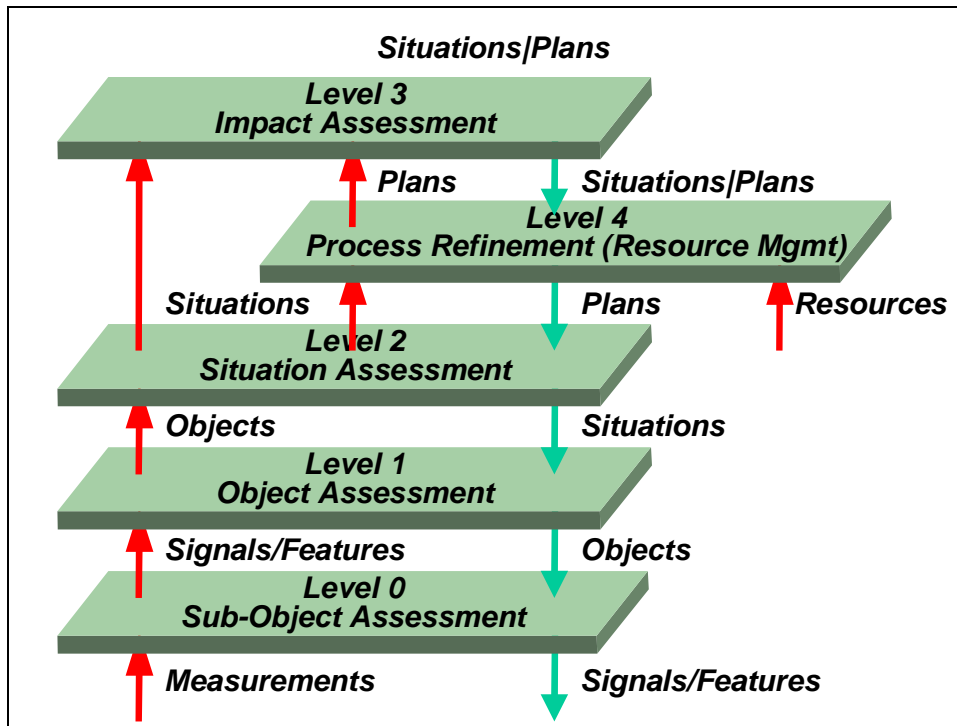 Situations|Plans
Level 3
Impact Assessment
Plans
Situations|Plans
Level 4
Process Refinement (Resource Mgmt)
Situations
Plans
Resources
Level 2
Situation Assessment
Objects
Situations
Level 1
Object Assessment
Signals/Features
Objects
Level 0
Sub-Object Assessment
Measurements
Signals/Features